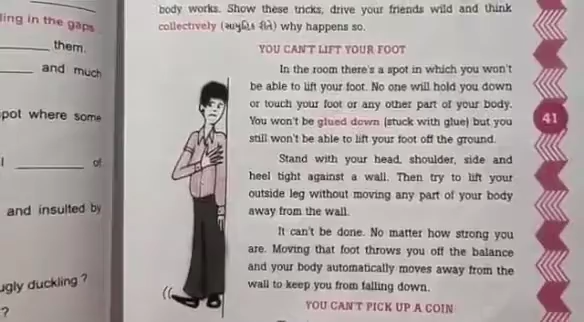 ling in the gaps
them.
and much
pot where some
of
and insulted by
ugly duckling ?
?
body works. Show these tricks, drive your friends wild and think
collectively (સામૂહિક રીતે) why happens so.
YOU CAN'T LIFT YOUR FOOT
In the room there's a spot in which you won't
be able to lift your foot. No one will hold you down
or touch your foot or any other part of your body.
You won't be glued down (stuck with glue) but you
still won't be able to lift your foot off the ground.
Stand with your head, shoulder, side and
heel tight against a wall. Then try to lift your
outside leg without moving any part of your body
away from the wall.
It can't be done. No matter how strong you
are. Moving that foot throws you off the balance
and your body automatically moves away from the
wall to keep you from falling down.
YOU CAN'T PICK UP A COIN
41